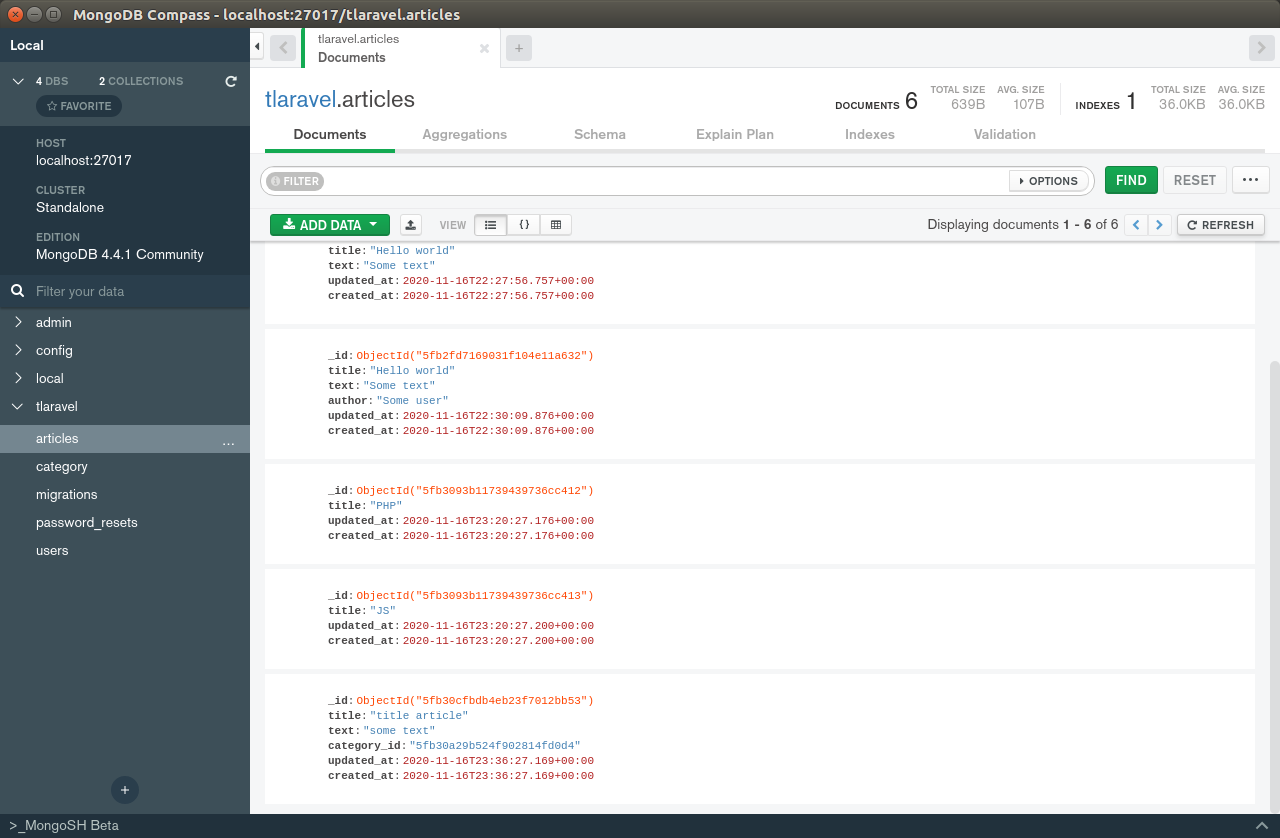 MongoDB Compass - localhost:27017/tlaravel.articles
Local
4 DBS 2 COLLECTIONS
FAVORITE
HOST
localhost:27017
CLUSTER
Standalone
EDITION
MongoDB 4.4.1 Community
Filter your data
admin
config
local
tlaravel
articles ...
category
migrations
password_resets
users
+
>_MongoSH Beta
tlaravel.articles
Documents
+
tlaravel.articles
DOCUMENTS 6 TOTAL SIZE 639B AVG. SIZE 107B INDEXES 1 TOTAL SIZE 36.0KB AVG. SIZE 36.0KB
Documents Aggregations Schema Explain Plan Indexes Validation
FILTER OPTIONS FIND RESET ...
ADD DATA VIEW {} Displaying documents 1 - 6 of 6 < > REFRESH
title: "Hello world"
text: "Some text"
updated_at: 2020-11-16T22:27:56.757+00:00
created_at: 2020-11-16T22:27:56.757+00:00
_id: ObjectId("5fb2fd7169031f104e11a632")
title: "Hello world"
text: "Some text"
author: "Some user"
updated_at: 2020-11-16T22:30:09.876+00:00
created_at: 2020-11-16T22:30:09.876+00:00
_id: ObjectId("5fb3093b11739439736cc412")
title: "PHP"
updated_at: 2020-11-16T23:20:27.176+00:00
created_at: 2020-11-16T23:20:27.176+00:00
_id: ObjectId("5fb3093b11739439736cc413")
title: "JS"
updated_at: 2020-11-16T23:20:27.200+00:00
created_at: 2020-11-16T23:20:27.200+00:00
_id: ObjectId("5fb30cfbdb4eb23f7012bb53")
title: "title article"
text: "some text"
category_id: "5fb30a29b524f902814fd0d4"
updated_at: 2020-11-16T23:36:27.169+00:00
created_at: 2020-11-16T23:36:27.169+00:00